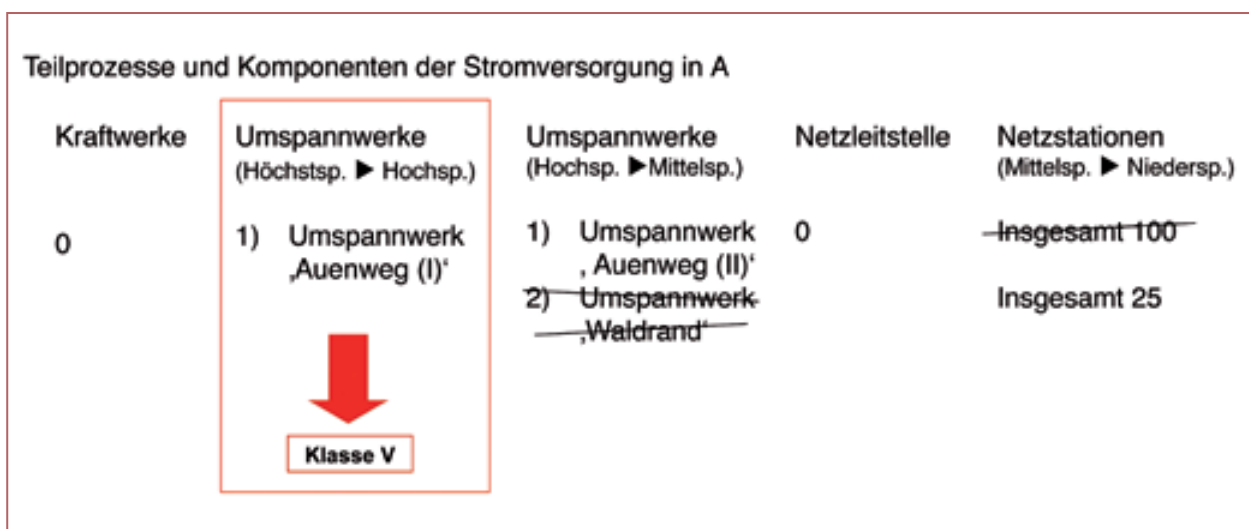 Teilprozesse und Komponenten der Stromversorgung in A
Kraftwerke
0
Umspannwerke
(Höchstsp. ▶ Hochsp.)
1) Umspannwerk
‚Auenweg (I)‘
Klasse V
Umspannwerke
(Hochsp. ▶Mittelsp.)
1) Umspannwerk
‚ Auenweg (II)‘
2) Umspannwerk
‚Waldrand‘
Netzleitstelle
0
Netzstationen
(Mittelsp. ▶ Niedersp.)
Insgesamt 100
Insgesamt 25